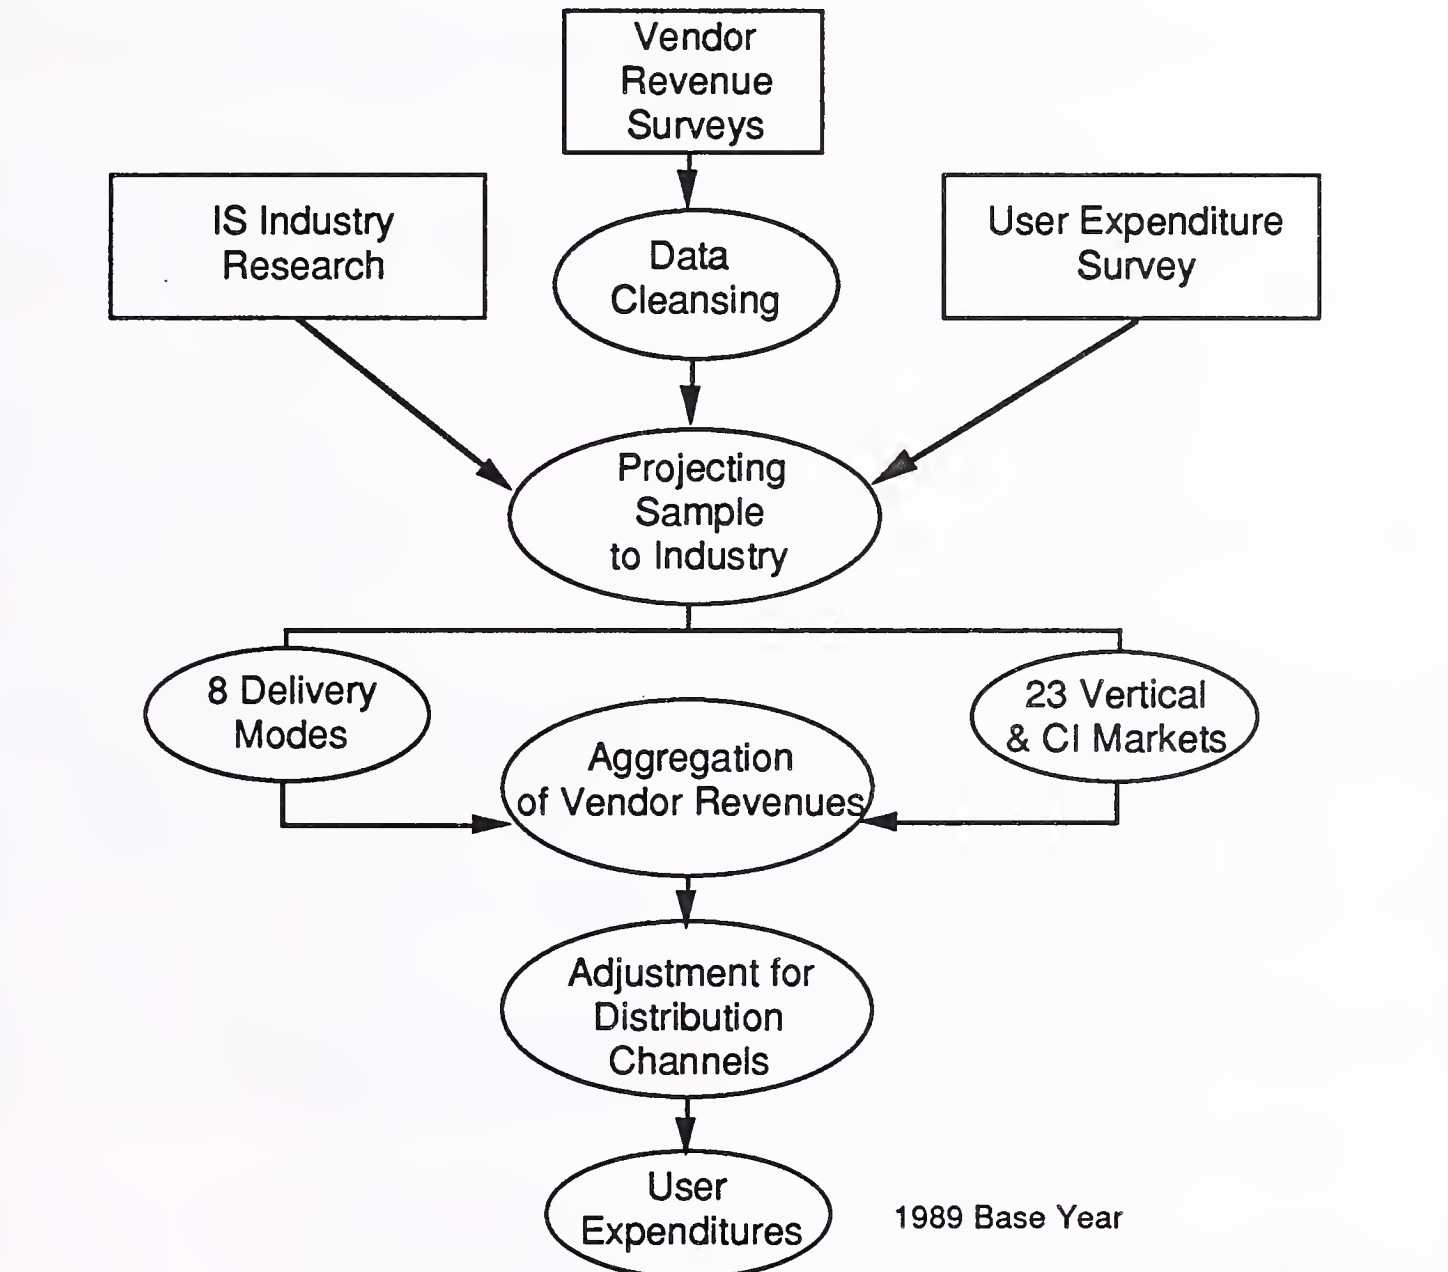 Vendor
Revenue
Surveys
IS Industry
Research
Data
Cleansing
User Expenditure
Survey
Projecting
Sample
to Industry
8 Delivery
Modes
Aggregation
of Vendor Revenues
23 Vertical
& CI Markets
Adjustment for
Distribution
Channels
User
Expenditures
1989 Base Year